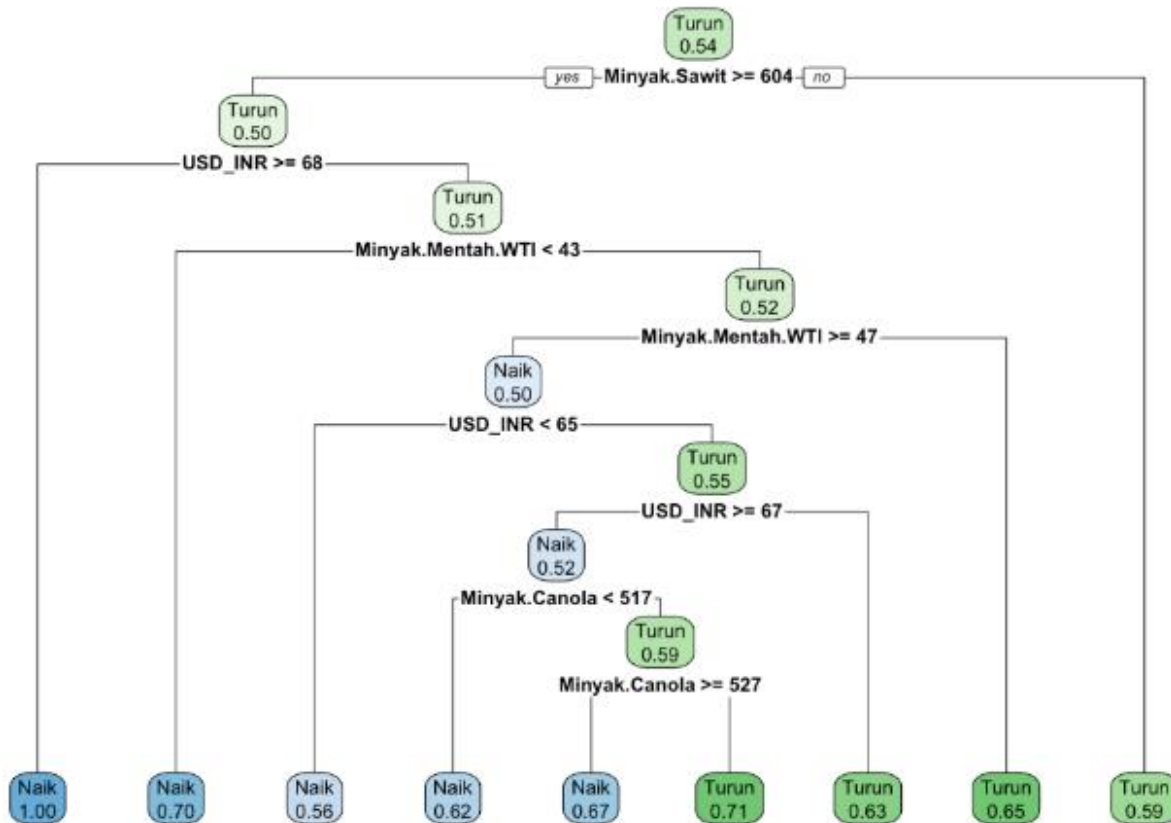 Turun
0.54
yes Minyak.Sawit >= 604 no
Turun
0.50
USD_INR >= 68
Turun
0.51
Minyak.Mentah.WTI < 43
Turun
0.52
Minyak.Mentah.WTI >= 47
Naik
0.50
USD_INR < 65
Turun
0.55
USD_INR >= 67
Naik
0.52
Minyak.Canola < 517
Turun
0.59
Minyak.Canola >= 527
Naik Naik Naik Naik Naik Turun Turun Turun Turun
1.00 0.70 0.56 0.62 0.67 0.71 0.63 0.65 0.59